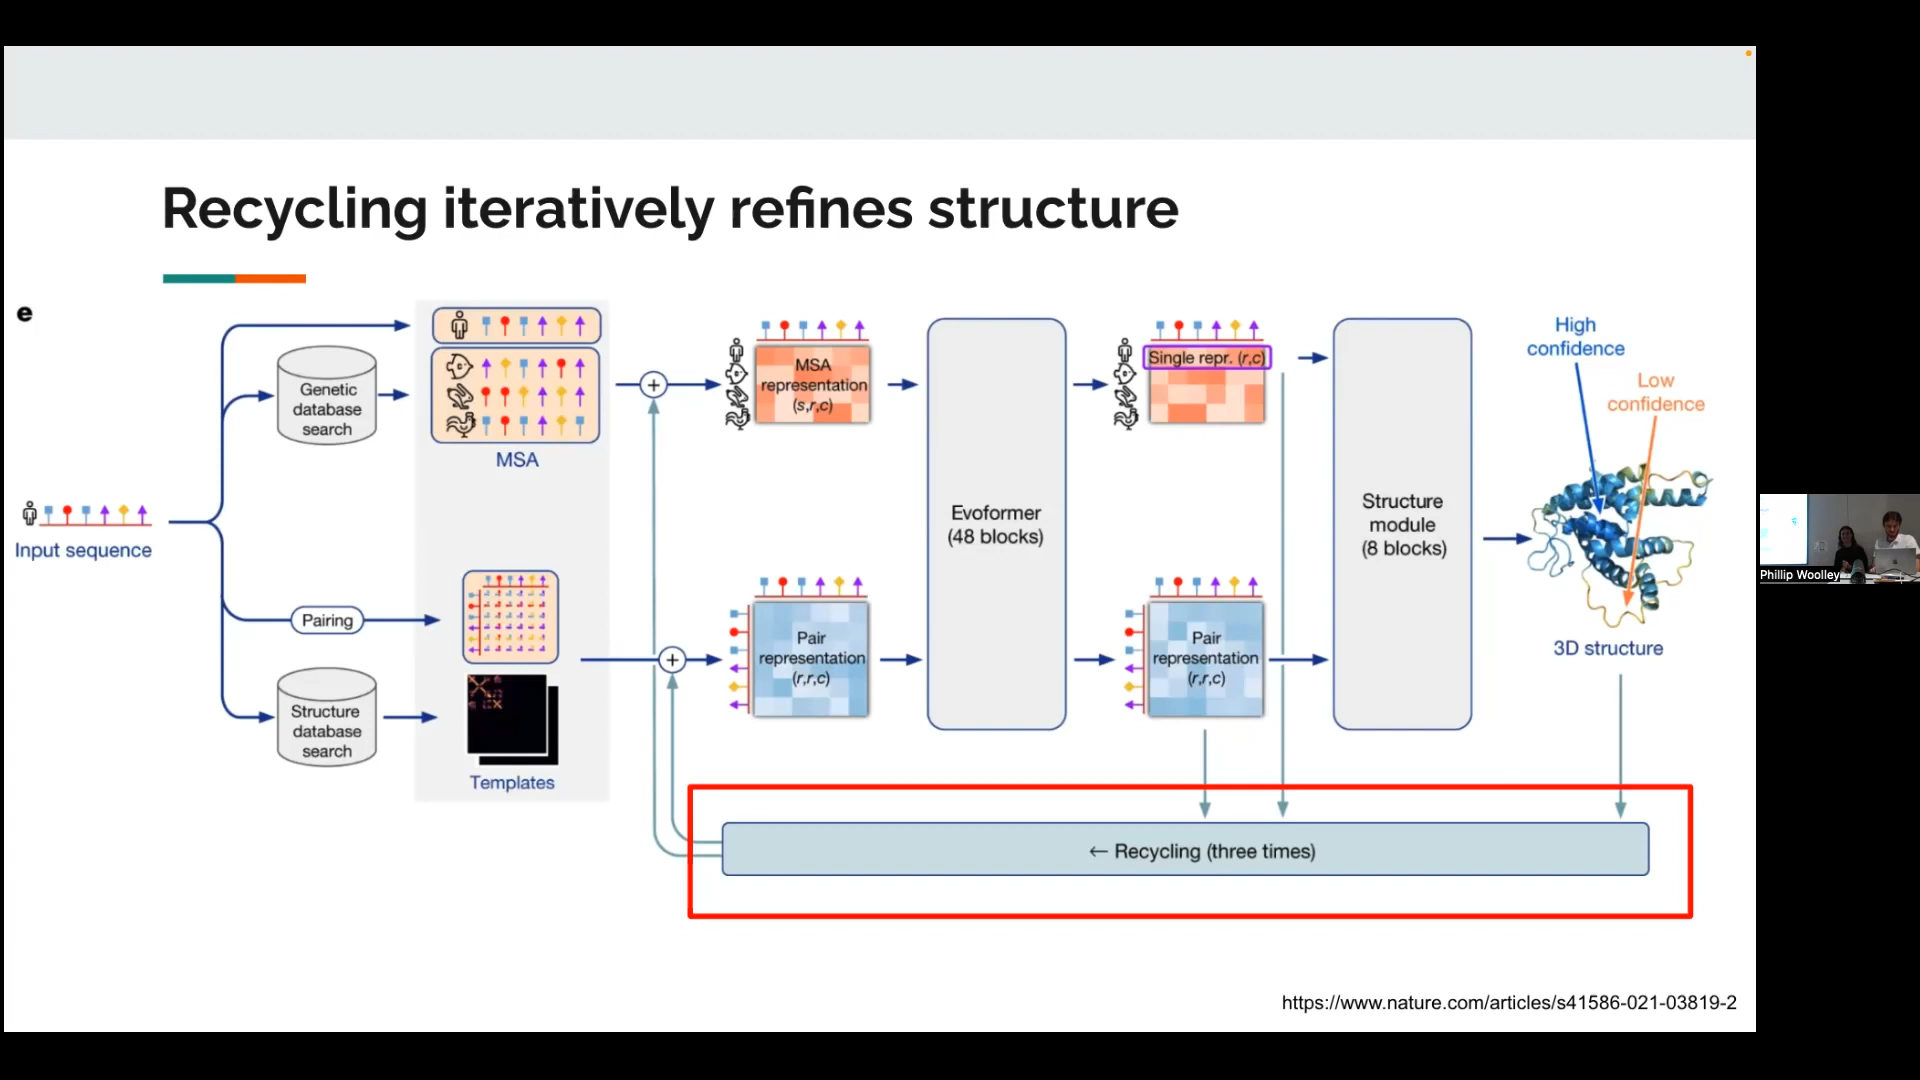 Recycling iteratively refines structure
e
High
confidence
Low
confidence
Genetic
database
search
MSA
MSA
representation
(s,r,c)
Single repr. (r,c)
Input sequence
Evoformer
(48 blocks)
Structure
module
(8 blocks)
Pairing
Pair
representation
(r,r,c)
Pair
representation
(r,r,c)
3D structure
Structure
database
search
Templates
← Recycling (three times)
https://www.nature.com/articles/s41586-021-03819-2
Phillip Woolley